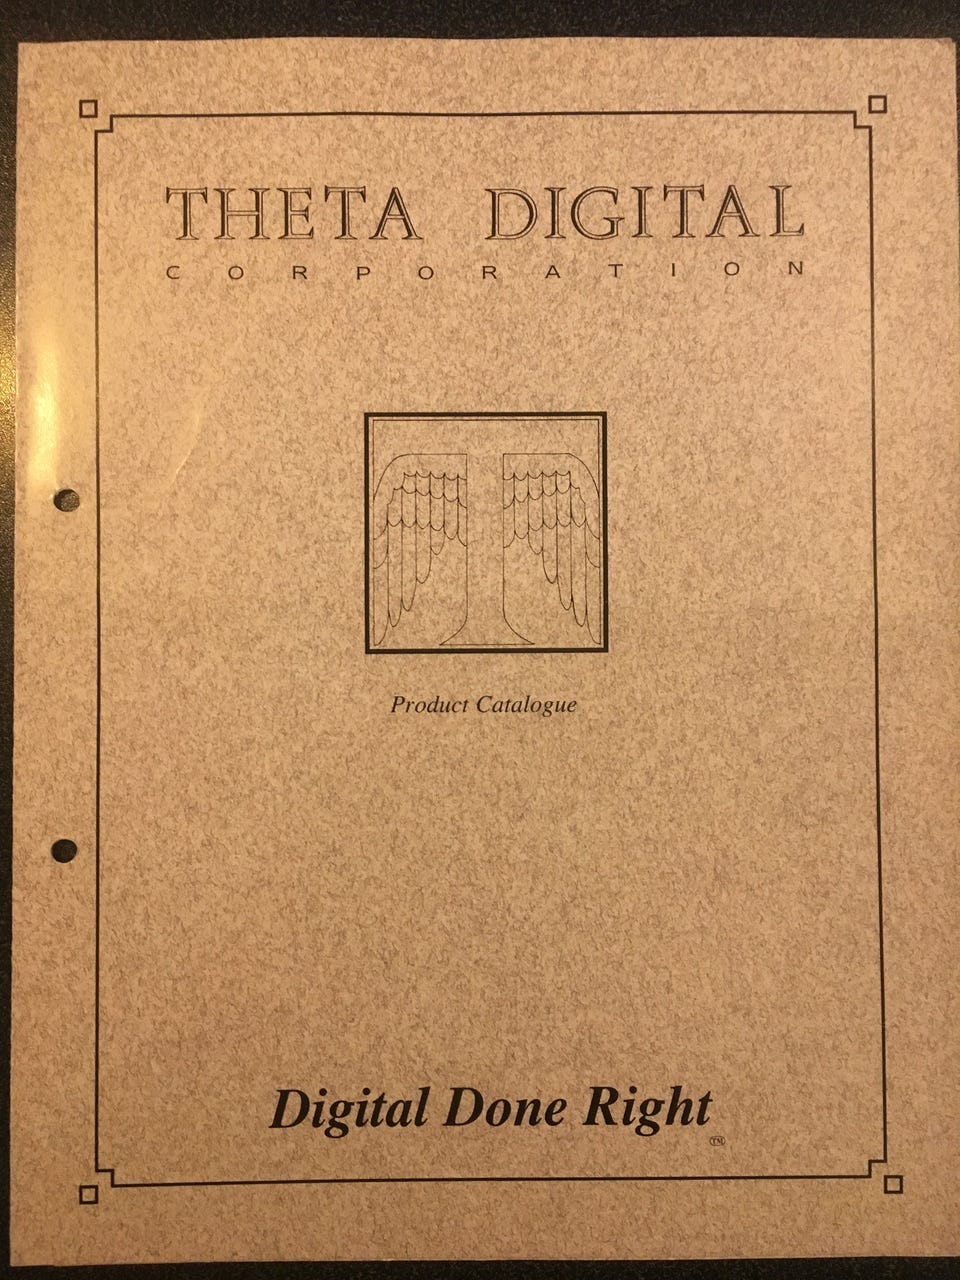 THETA DIGITAL
CORPORATION
Product Catalogue
Digital Done Right
TM